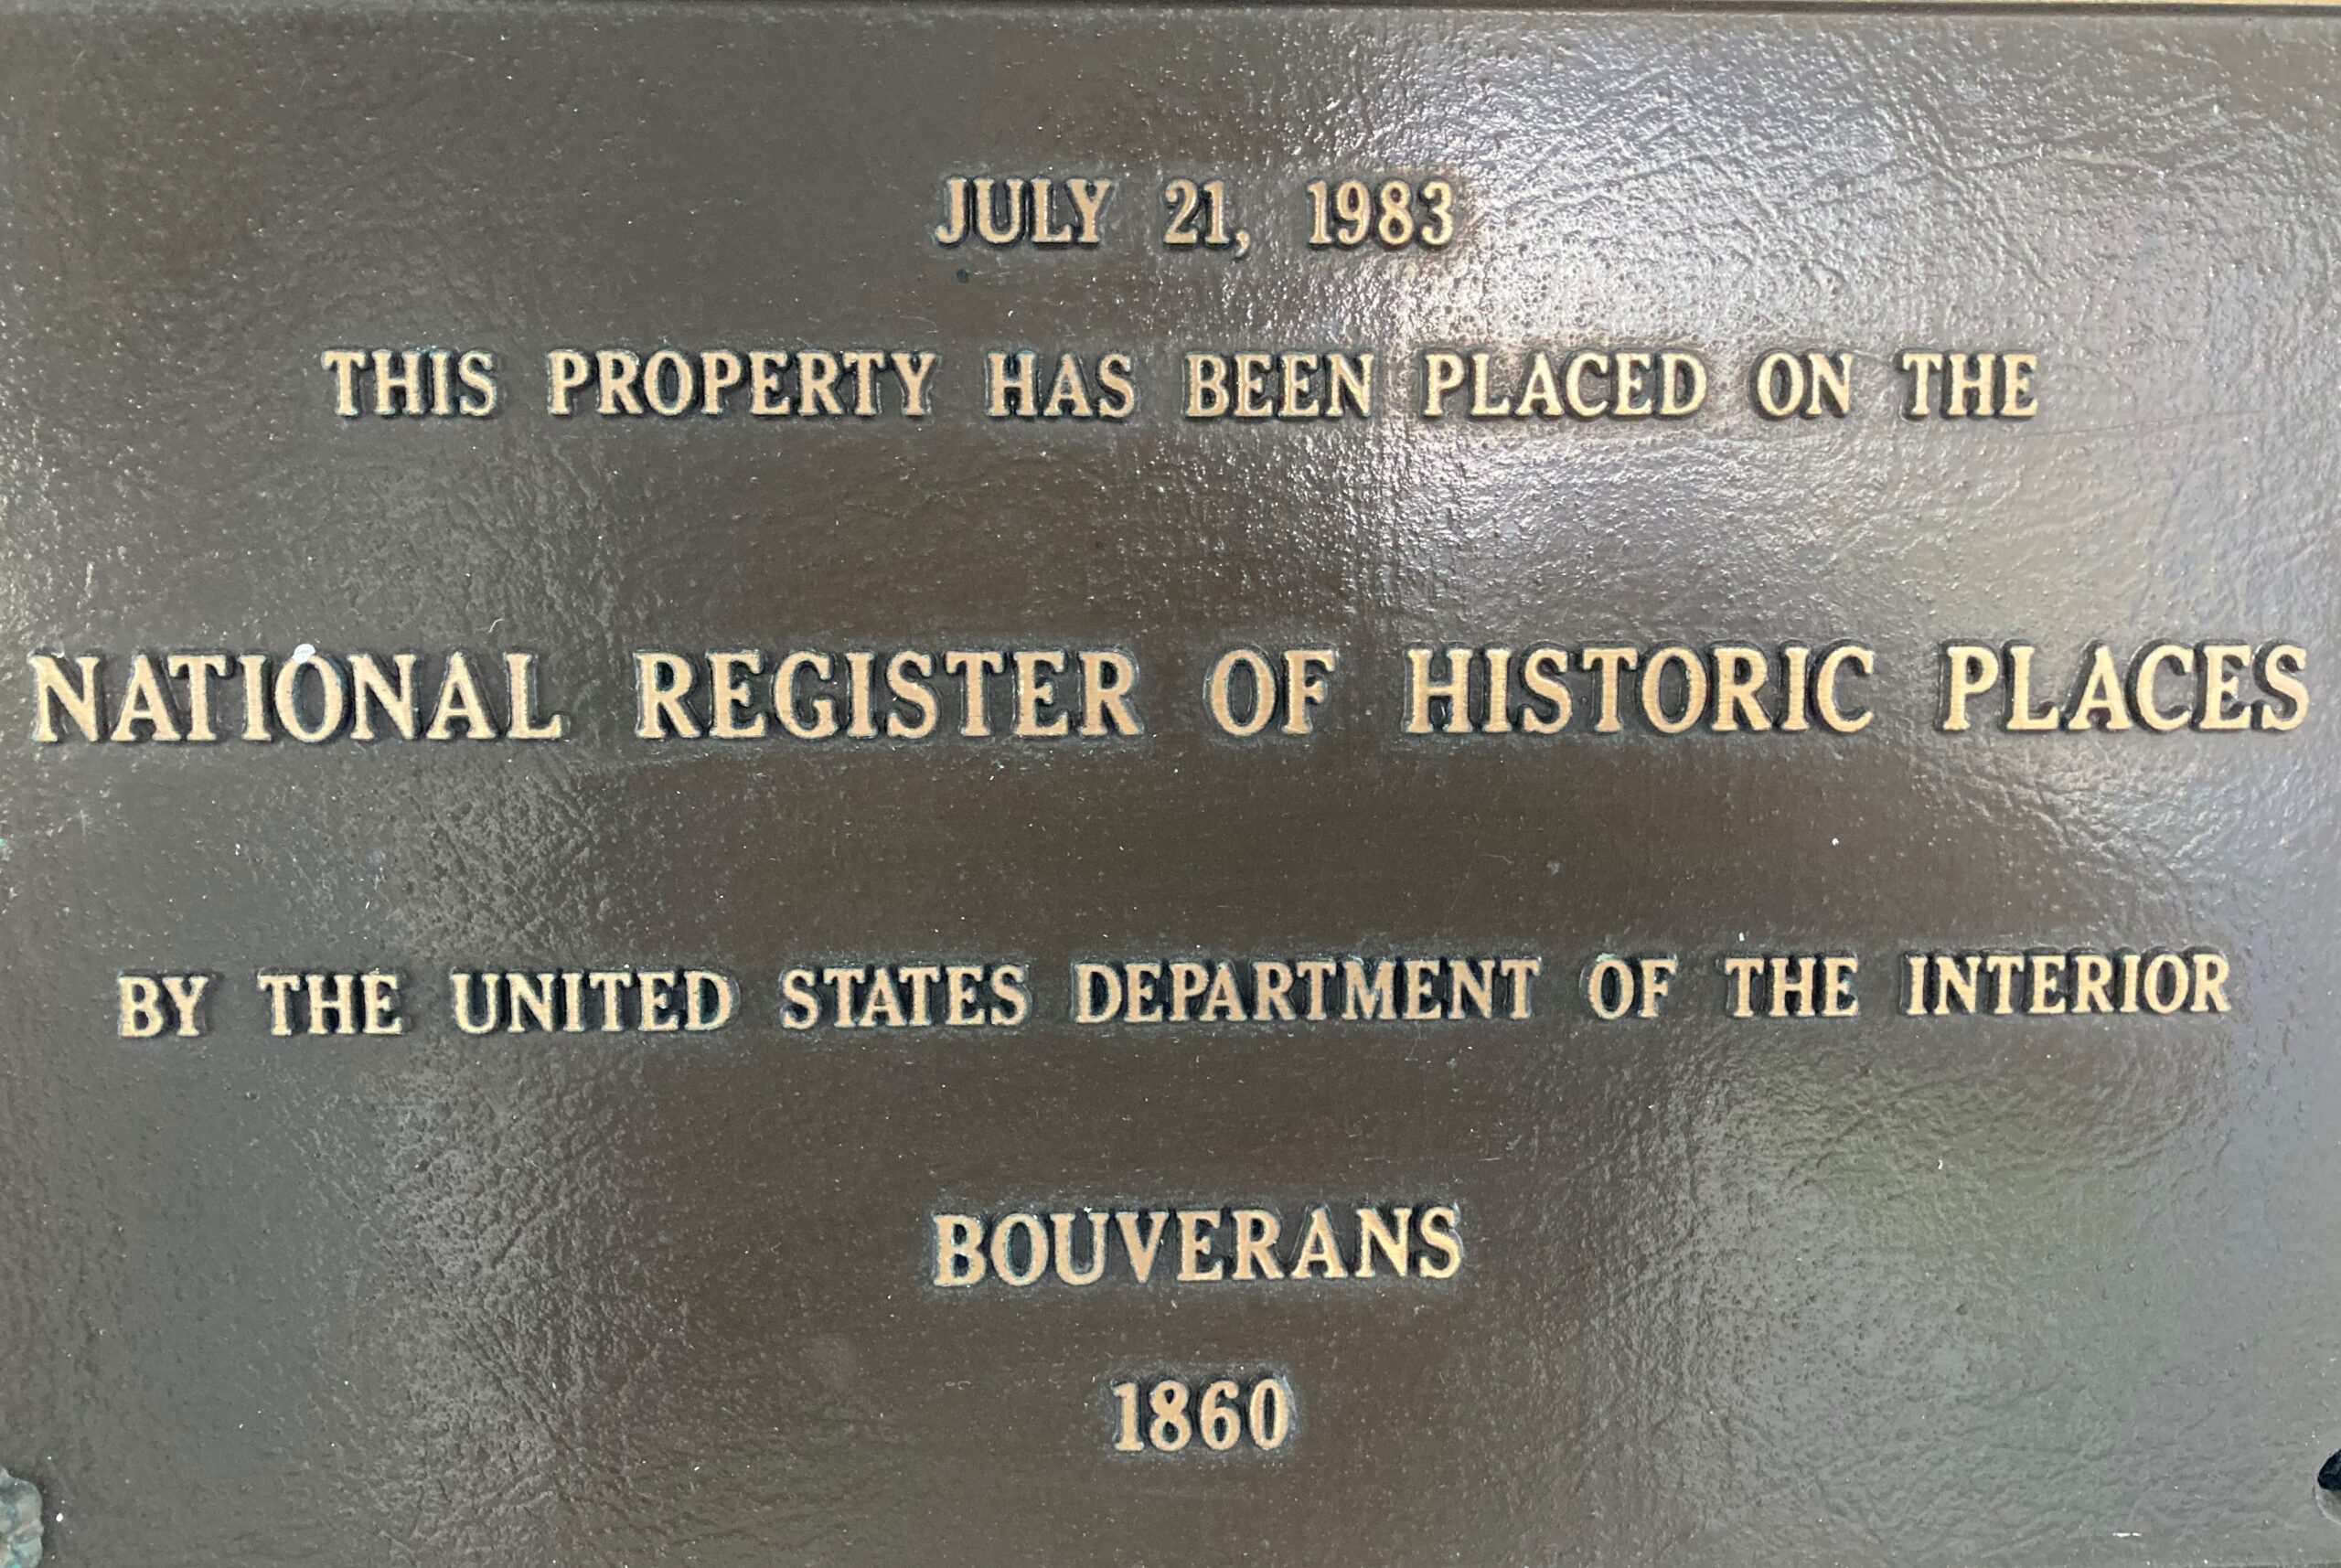 JULY 21, 1983
THIS PROPERTY HAS BEEN PLACED ON THE
NATIONAL REGISTER OF HISTORIC PLACES
BY THE UNITED STATES DEPARTMENT OF THE INTERIOR
BOUVERANS
1860